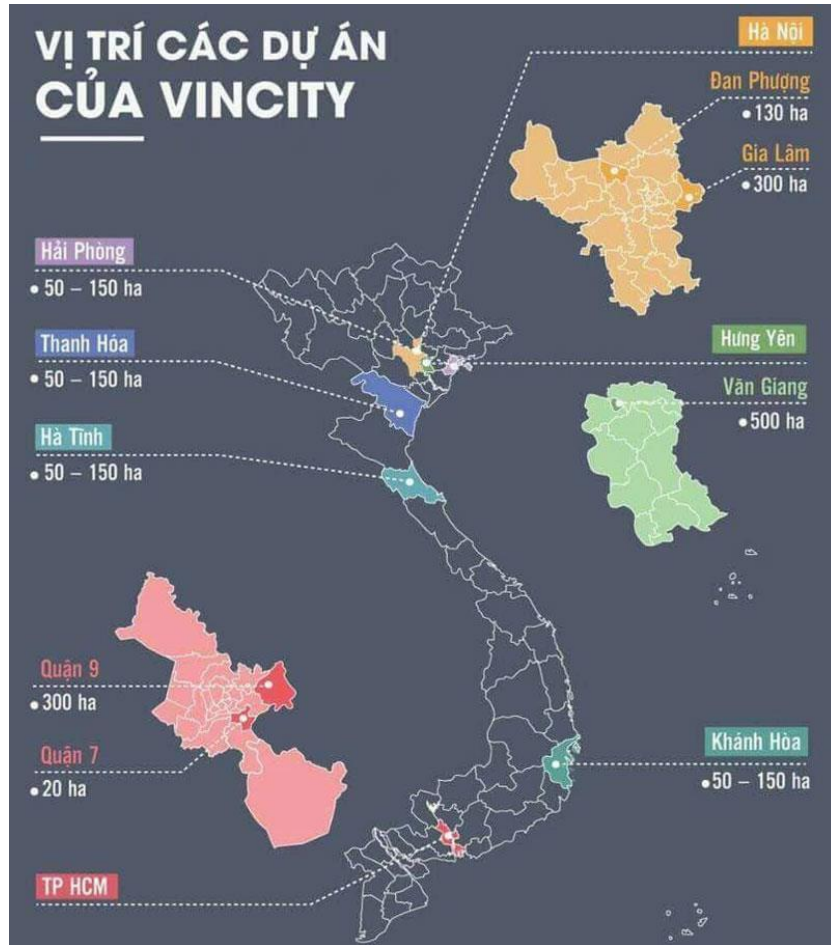 VỊ TRÍ CÁC DỰ ÁN
CỦA VINCITY
Hà Nội
Đan Phượng
130 ha
Gia Lâm
300 ha
Hải Phòng
50 – 150 ha
Thanh Hóa
50 – 150 ha
Hà Tĩnh
50 – 150 ha
Hưng Yên
Văn Giang
500 ha
Quận 9
300 ha
Quận 7
20 ha
TP HCM
Khánh Hòa
50 – 150 ha